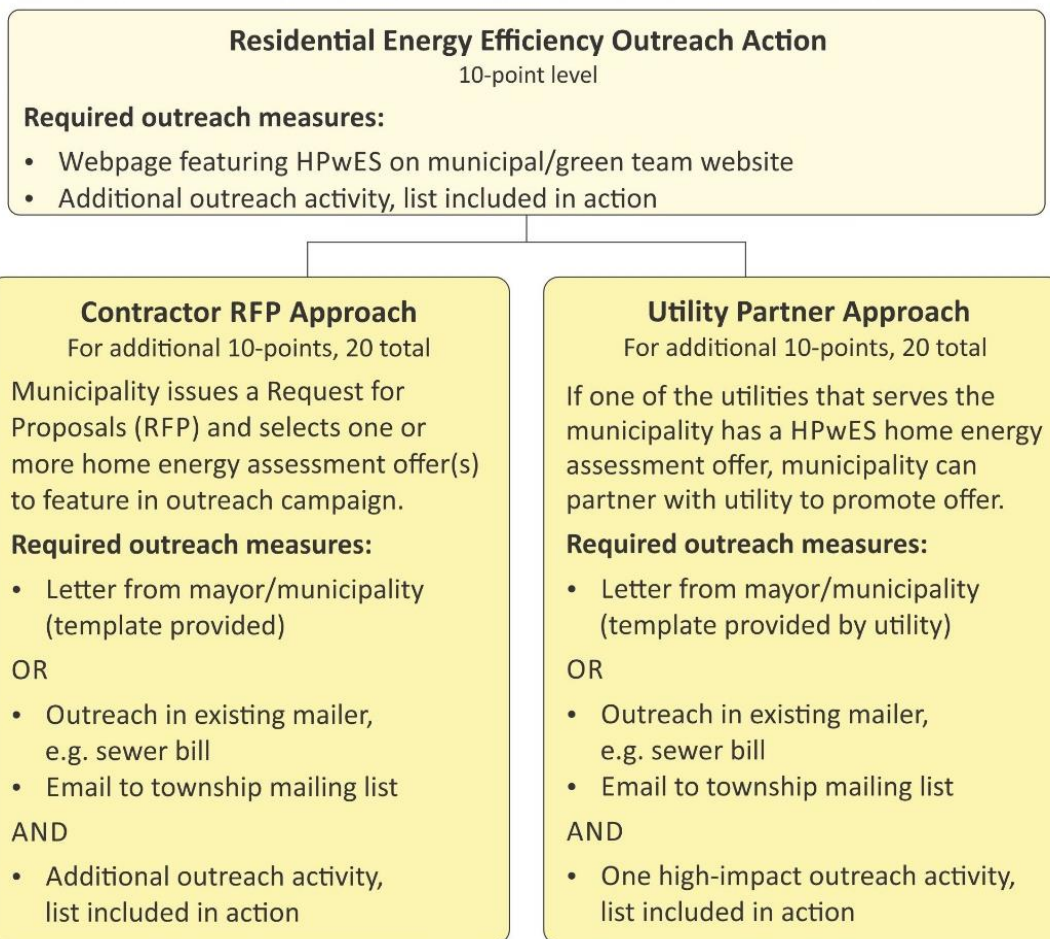 Residential Energy Efficiency Outreach Action
10-point level
Required outreach measures:
• Webpage featuring HPwES on municipal/green team website
• Additional outreach activity, list included in action
Contractor RFP Approach
For additional 10-points, 20 total
Municipality issues a Request for
Proposals (RFP) and selects one or
more home energy assessment offer(s)
to feature in outreach campaign.
Required outreach measures:
• Letter from mayor/municipality
(template provided)
OR
• Outreach in existing mailer,
e.g. sewer bill
• Email to township mailing list
AND
• Additional outreach activity,
list included in action
Utility Partner Approach
For additional 10-points, 20 total
If one of the utilities that serves the
municipality has a HPwES home energy
assessment offer, municipality can
partner with utility to promote offer.
Required outreach measures:
• Letter from mayor/municipality
(template provided by utility)
OR
• Outreach in existing mailer,
e.g. sewer bill
• Email to township mailing list
AND
• One high-impact outreach activity,
list included in action